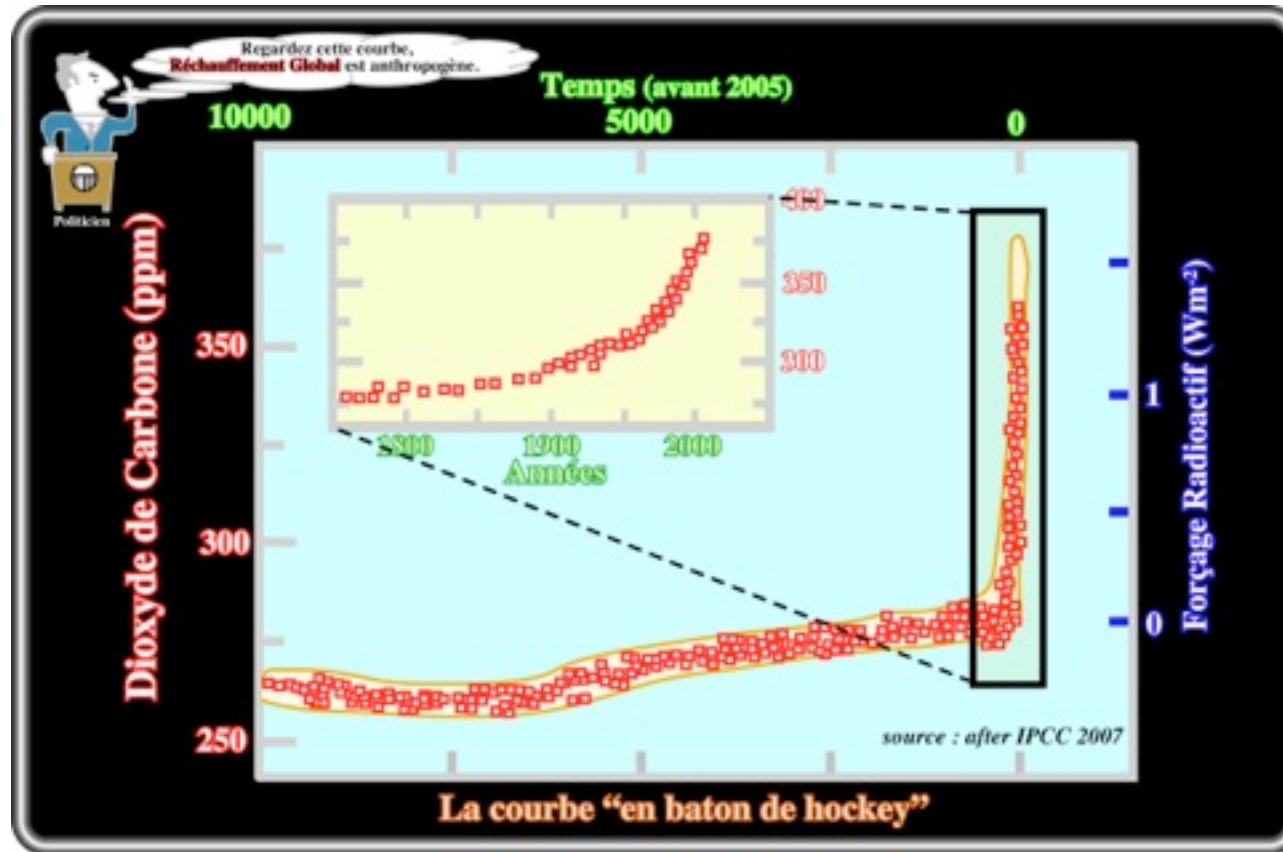 Regardez cette courbe,
Réchauffement Global est anthropogène.
Politicien
Temps (avant 2005)
10000 5000 0
Dioxyde de Carbone (ppm)
350
300
250
400
350
300
1800 1900 2000
Années
Forçage Radioactif (Wm-2)
1
0
source : after IPCC 2007
La courbe “en baton de hockey”